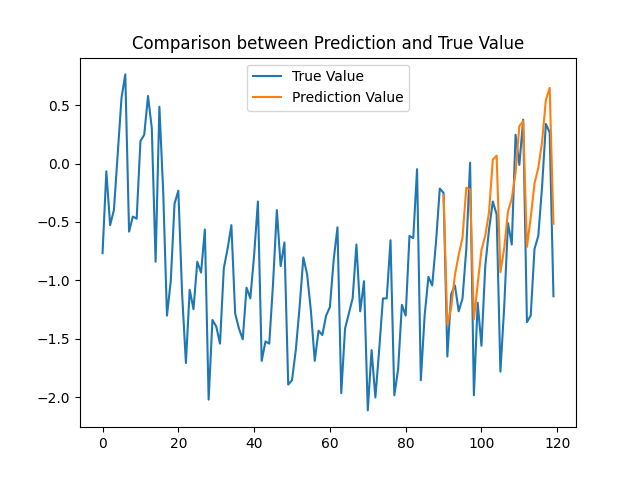 Comparison between Prediction and True Value
True Value
Prediction Value
0.5
0.0
−0.5
−1.0
−1.5
−2.0
0 20 40 60 80 100 120